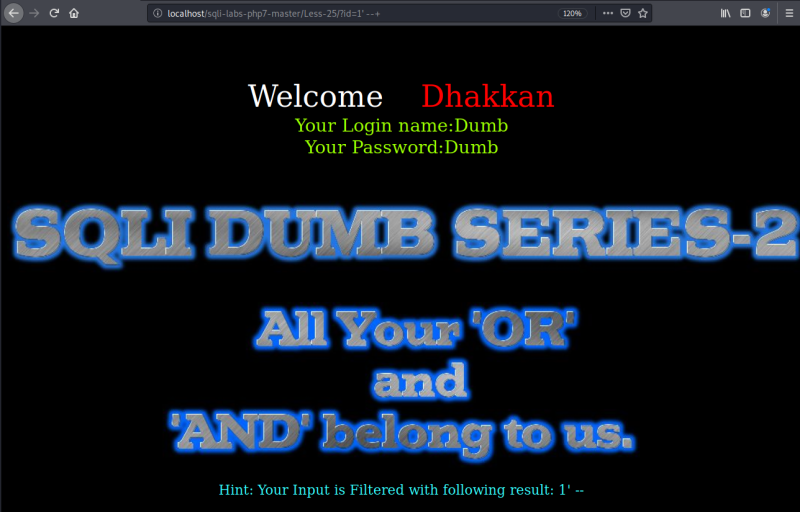 localhost/sqli-labs-php7-master/Less-25/?id=1' --+
120%
Welcome Dhakkan
Your Login name:Dumb
Your Password:Dumb
SQLI DUMB SERIES-2
All Your 'OR'
and
'AND' belong to us.
Hint: Your Input is Filtered with following result: 1' --